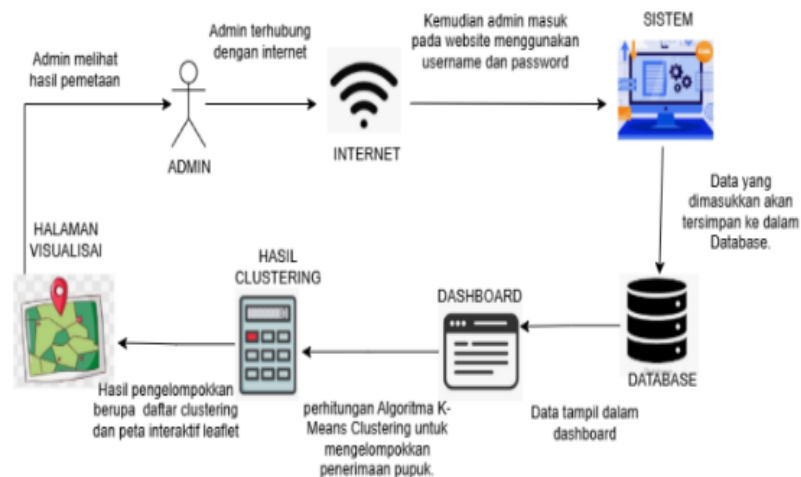 Admin melihat
hasil pemetaan
Admin terhubung
dengan internet
Kemudian admin masuk
pada website menggunakan
username dan password
SISTEM
ADMIN
INTERNET
Data yang
dimasukkan akan
tersimpan ke dalam
Database.
HALAMAN
VISUALISAI
HASIL
CLUSTERING
DASHBOARD
DATABASE
Hasil pengelompokkan
berupa daftar clustering
dan peta interaktif leaflet
perhitungan Algoritma K-
Means Clustering untuk
mengelompokkan
penerimaan pupuk.
Data tampil dalam
dashboard